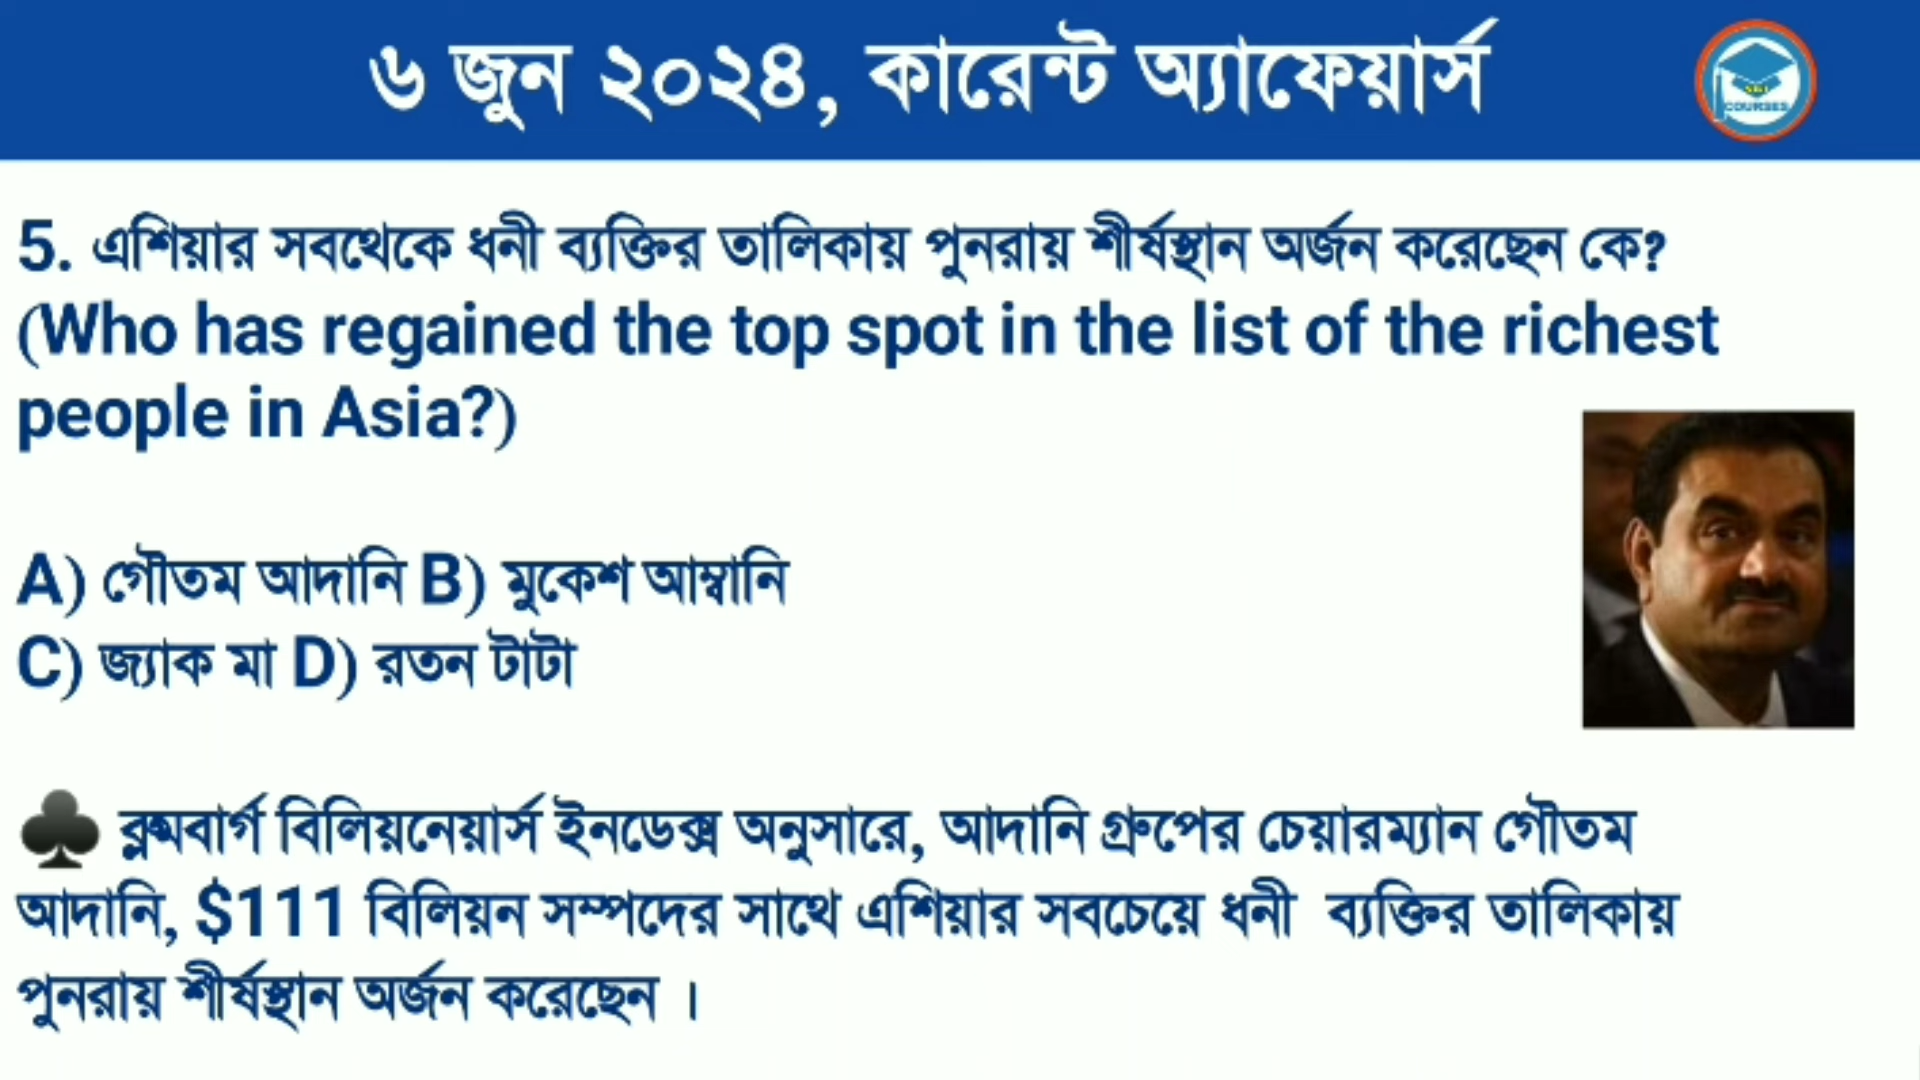 ৬ জুন ২০২৪, কারেন্ট অ্যাফেয়ার্স
COURSES
5. এশিয়ার সবথেকে ধনী ব্যক্তির তালিকায় পুনরায় শীর্ষস্থান অর্জন করেছেন কে?
(Who has regained the top spot in the list of the richest
people in Asia?)
A) গৌতম আদানি B) মুকেশ আম্বানি
C) জ্যাক মা D) রতন টাটা
ব্লুমবার্গ বিলিয়নেয়ার্স ইনডেক্স অনুসারে, আদানি গ্রুপের চেয়ারম্যান গৌতম
আদানি, $111 বিলিয়ন সম্পদের সাথে এশিয়ার সবচেয়ে ধনী ব্যক্তির তালিকায়
পুনরায় শীর্ষস্থান অর্জন করেছেন ।